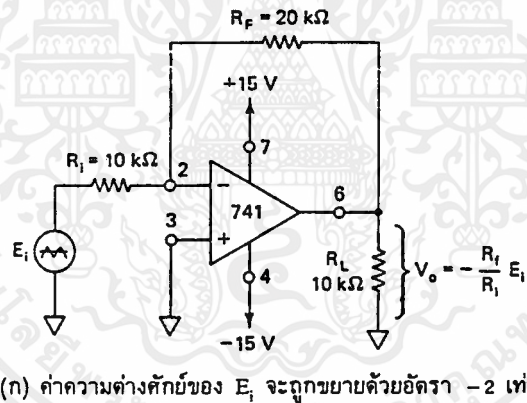 R_F = 20 kΩ
+15 V
7
R_i = 10 kΩ
2
−
6
741
3
+
E_i
4
R_L
10 kΩ
V_o = − R_f / R_i E_i
−15 V
(ก) ค่าความต่างศักย์ของ E_i จะถูกขยายด้วยอัตรา −2 เท่